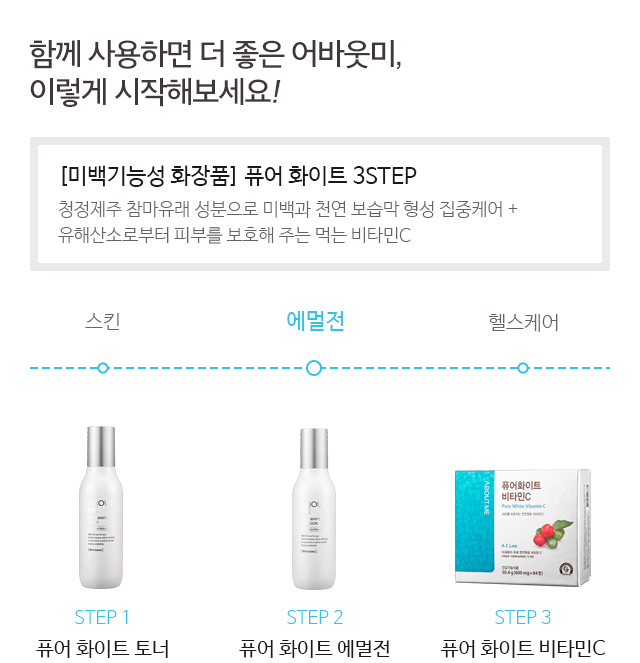 함께 사용하면 더 좋은 어바웃미,
이렇게 시작해보세요!
[미백기능성 화장품] 퓨어 화이트 3STEP
청정제주 참마유래 성분으로 미백과 천연 보습막 형성 집중케어 +
유해산소로부터 피부를 보호해 주는 먹는 비타민C
스킨
에멀전
헬스케어
ABOUT ME
퓨어화이트
비타민C
Pure White Vitamin C
A·C Line
STEP 1
STEP 2
STEP 3
퓨어 화이트 토너
퓨어 화이트 에멀전
퓨어 화이트 비타민C